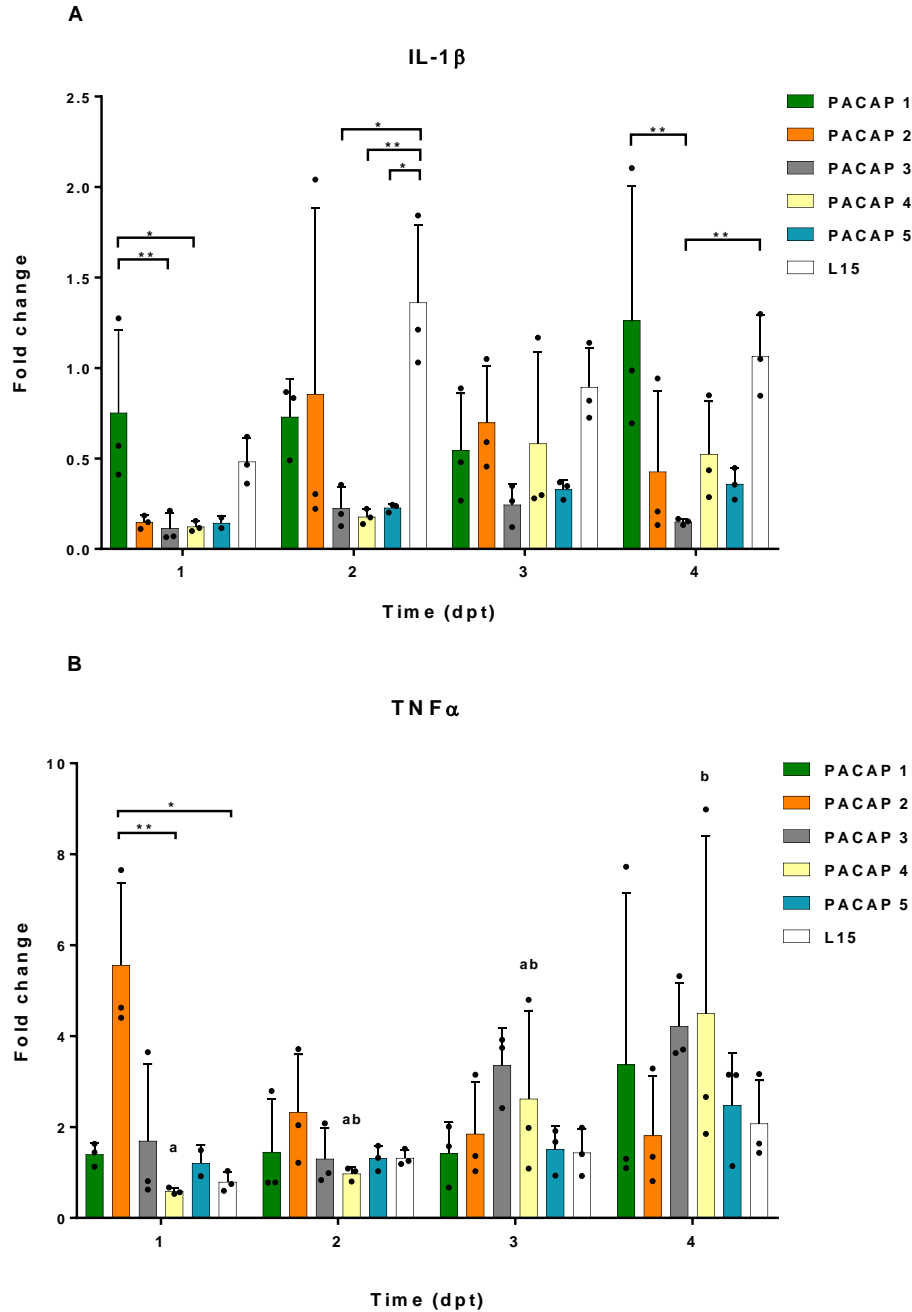 A
IL-1β
2.5
2.0
1.5
1.0
0.5
0.0
Fold change
* ** * ** * ** **
1 2 3 4
Time (dpt)
PACAP 1
PACAP 2
PACAP 3
PACAP 4
PACAP 5
L15
B
TNFα
10
8
6
4
2
0
Fold change
* **
a ab ab b
1 2 3 4
Time (dpt)
PACAP 1
PACAP 2
PACAP 3
PACAP 4
PACAP 5
L15